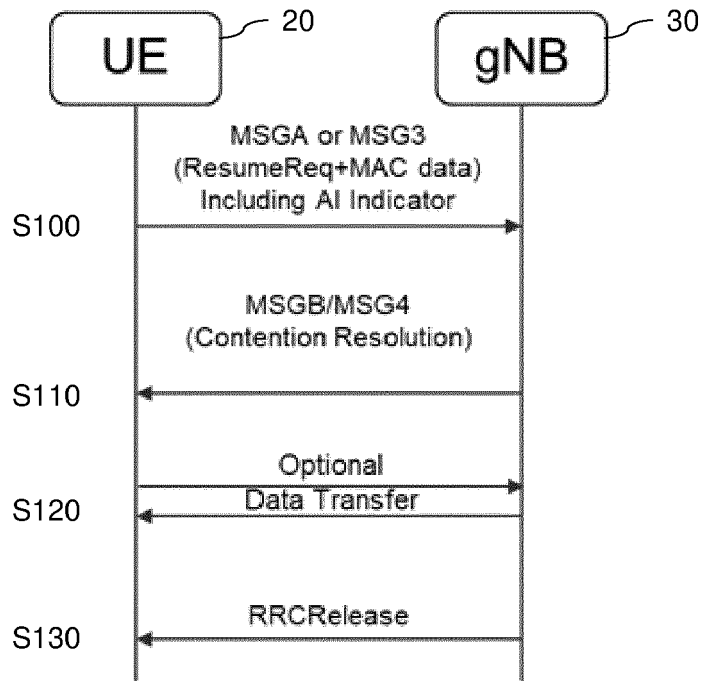 20
30
UE
gNB
MSGA or MSG3
(ResumeReq+MAC data)
Including AI Indicator
S100
MSGB/MSG4
(Contention Resolution)
S110
Optional
Data Transfer
S120
RRCRelease
S130